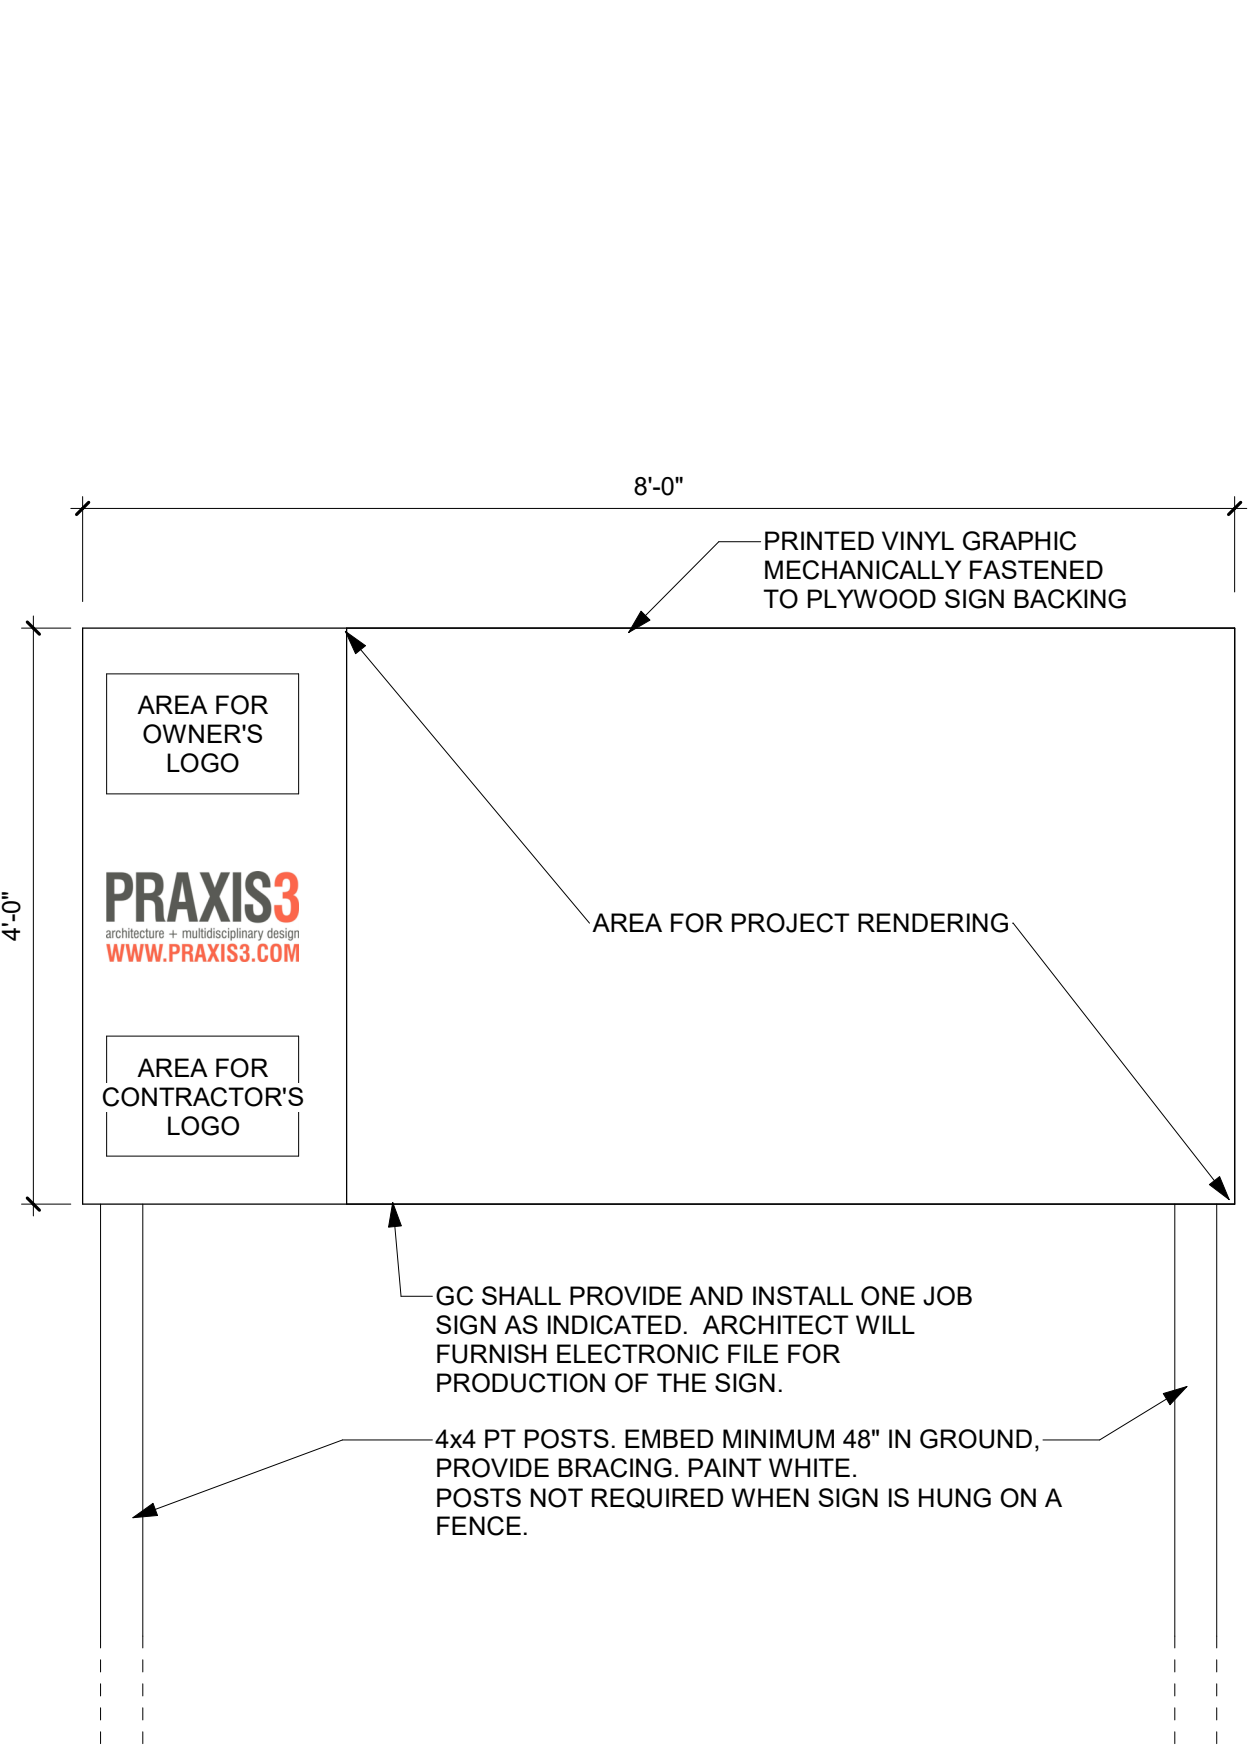 8'-0"
PRINTED VINYL GRAPHIC
MECHANICALLY FASTENED
TO PLYWOOD SIGN BACKING
AREA FOR
OWNER'S
LOGO
4'-0"
PRAXIS3
architecture + multidisciplinary design
WWW.PRAXIS3.COM
AREA FOR PROJECT RENDERING
AREA FOR
CONTRACTOR'S
LOGO
GC SHALL PROVIDE AND INSTALL ONE JOB
SIGN AS INDICATED.  ARCHITECT WILL
FURNISH ELECTRONIC FILE FOR
PRODUCTION OF THE SIGN.
4x4 PT POSTS. EMBED MINIMUM 48" IN GROUND,
PROVIDE BRACING. PAINT WHITE.
POSTS NOT REQUIRED WHEN SIGN IS HUNG ON A
FENCE.